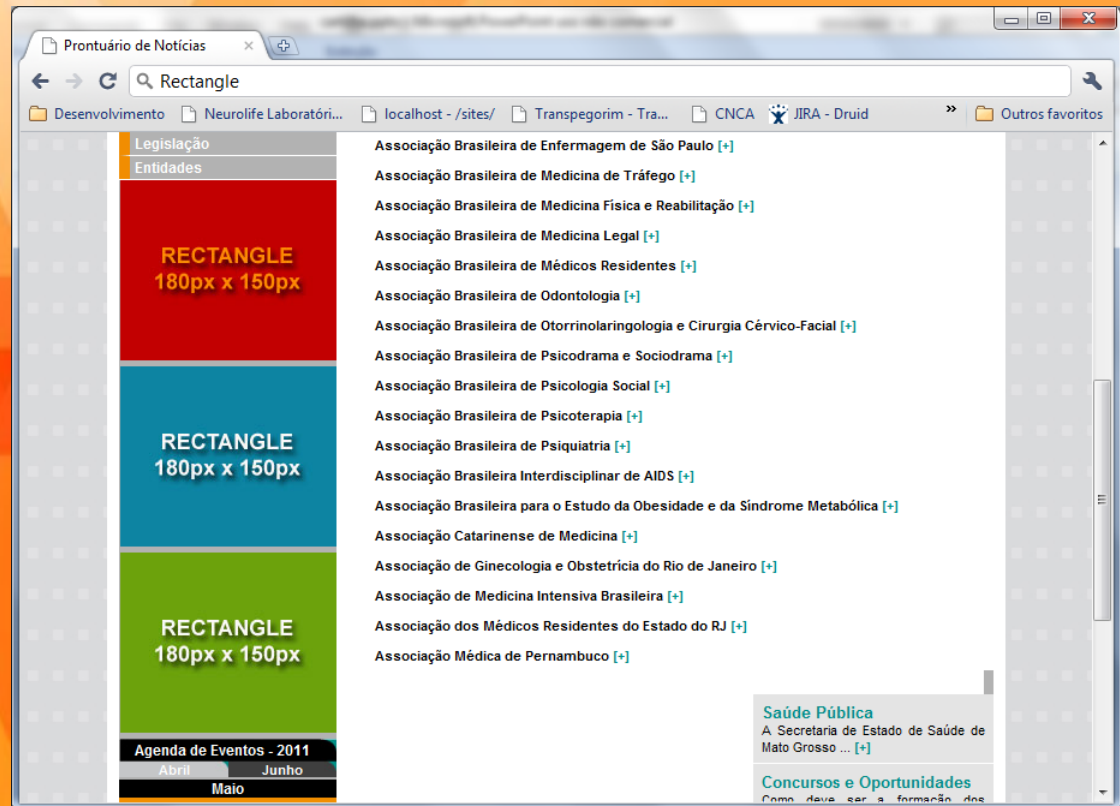 Prontuário de Notícias
Rectangle
Desenvolvimento Neurolife Laboratóri... localhost - /sites/ Transpegorim - Tra... CNCA JIRA - Druid » Outros favoritos
Legislação
Entidades
RECTANGLE
180px x 150px
RECTANGLE
180px x 150px
RECTANGLE
180px x 150px
Agenda de Eventos - 2011
Abril Junho
Maio
Associação Brasileira de Enfermagem de São Paulo [+]
Associação Brasileira de Medicina de Tráfego [+]
Associação Brasileira de Medicina Física e Reabilitação [+]
Associação Brasileira de Medicina Legal [+]
Associação Brasileira de Médicos Residentes [+]
Associação Brasileira de Odontologia [+]
Associação Brasileira de Otorrinolaringologia e Cirurgia Cérvico-Facial [+]
Associação Brasileira de Psicodrama e Sociodrama [+]
Associação Brasileira de Psicologia Social [+]
Associação Brasileira de Psicoterapia [+]
Associação Brasileira de Psiquiatria [+]
Associação Brasileira Interdisciplinar de AIDS [+]
Associação Brasileira para o Estudo da Obesidade e da Síndrome Metabólica [+]
Associação Catarinense de Medicina [+]
Associação de Ginecologia e Obstetrícia do Rio de Janeiro [+]
Associação de Medicina Intensiva Brasileira [+]
Associação dos Médicos Residentes do Estado do RJ [+]
Associação Médica de Pernambuco [+]
Saúde Pública
A Secretaria de Estado de Saúde de
Mato Grosso ... [+]
Concursos e Oportunidades
Como deve ser a formação dos